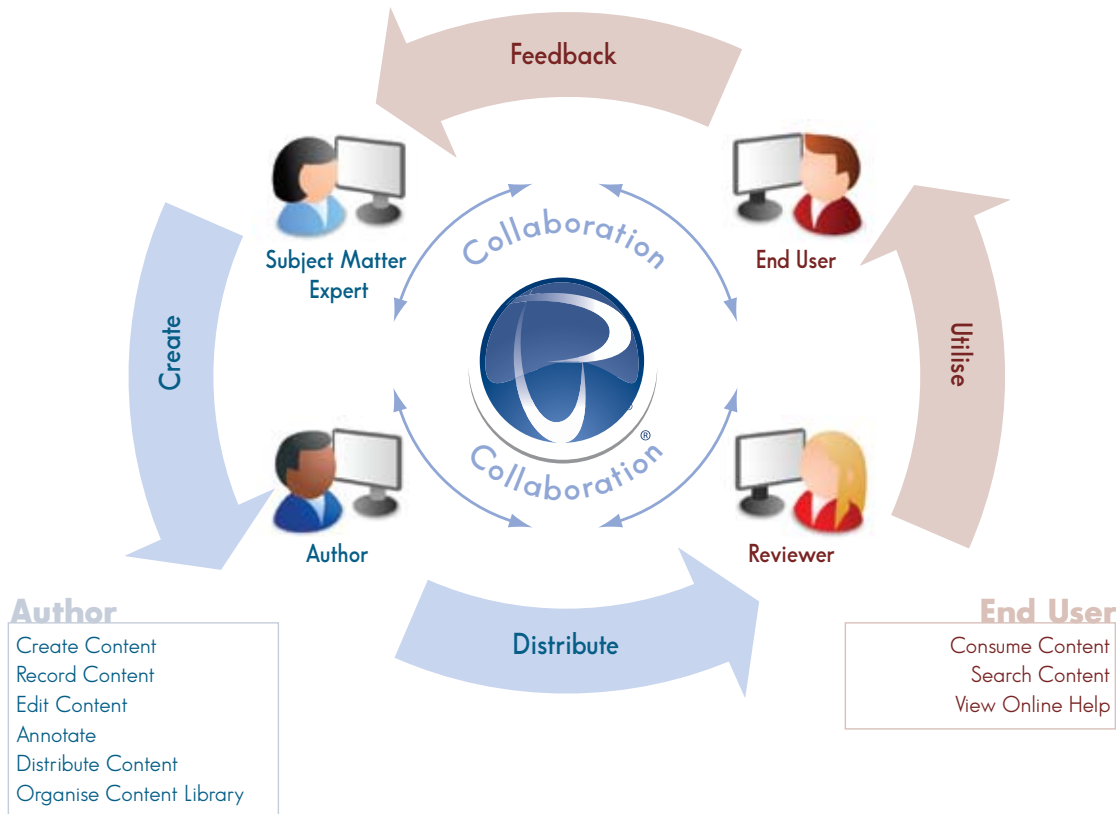 Feedback
Subject Matter
Expert
End User
Collaboration
Create
Utilise
®
Collaboration
Author
Reviewer
Distribute
Author
Create Content
Record Content
Edit Content
Annotate
Distribute Content
Organise Content Library
End User
Consume Content
Search Content
View Online Help